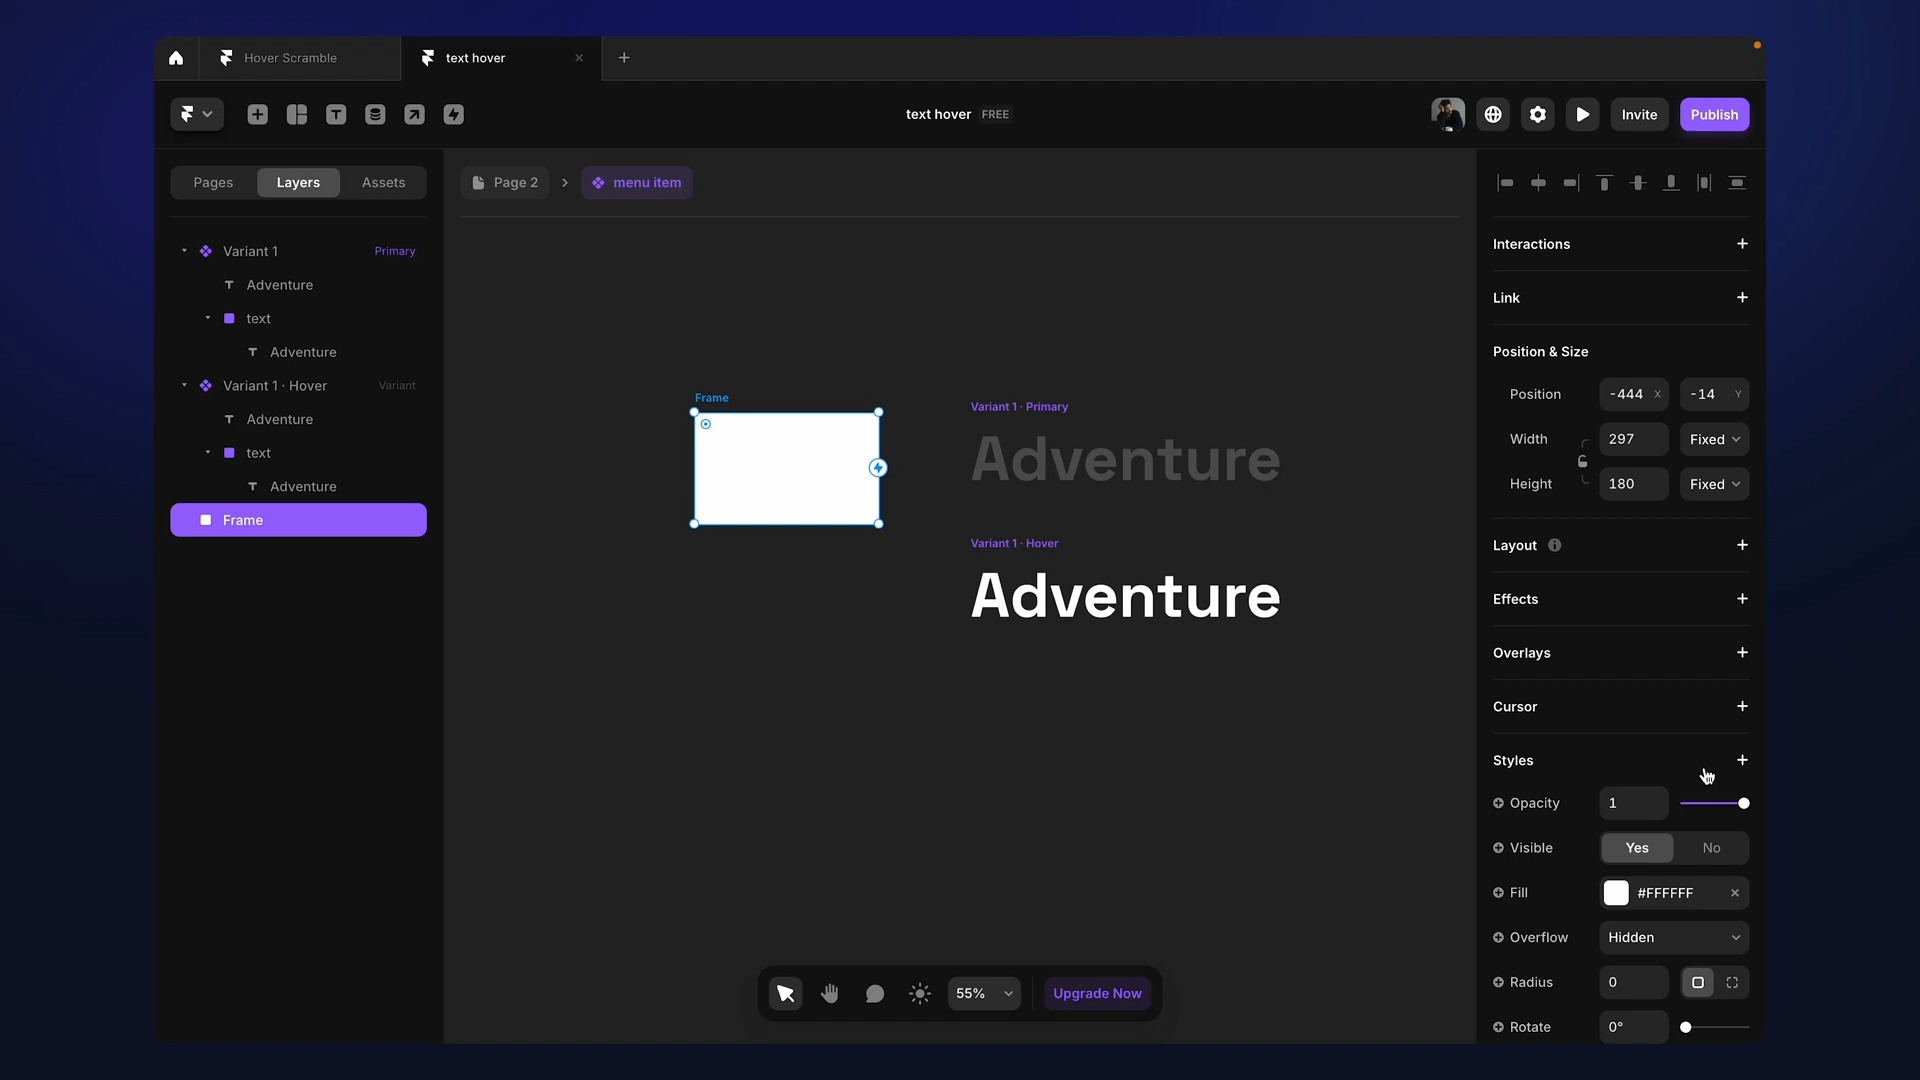 Hover Scramble
text hover
text hover FREE
Invite
Publish
Pages
Layers
Assets
Page 2
menu item
Variant 1
Primary
Adventure
text
Adventure
Variant 1 · Hover
Variant
Adventure
text
Adventure
Frame
Frame
Variant 1 · Primary
Adventure
Variant 1 · Hover
Adventure
55%
Upgrade Now
Interactions
Link
Position & Size
Position
-444 X
-14 Y
Width
297
Fixed
Height
180
Fixed
Layout
Effects
Overlays
Cursor
Styles
Opacity
1
Visible
Yes
No
Fill
#FFFFFF
Overflow
Hidden
Radius
0
Rotate
0°